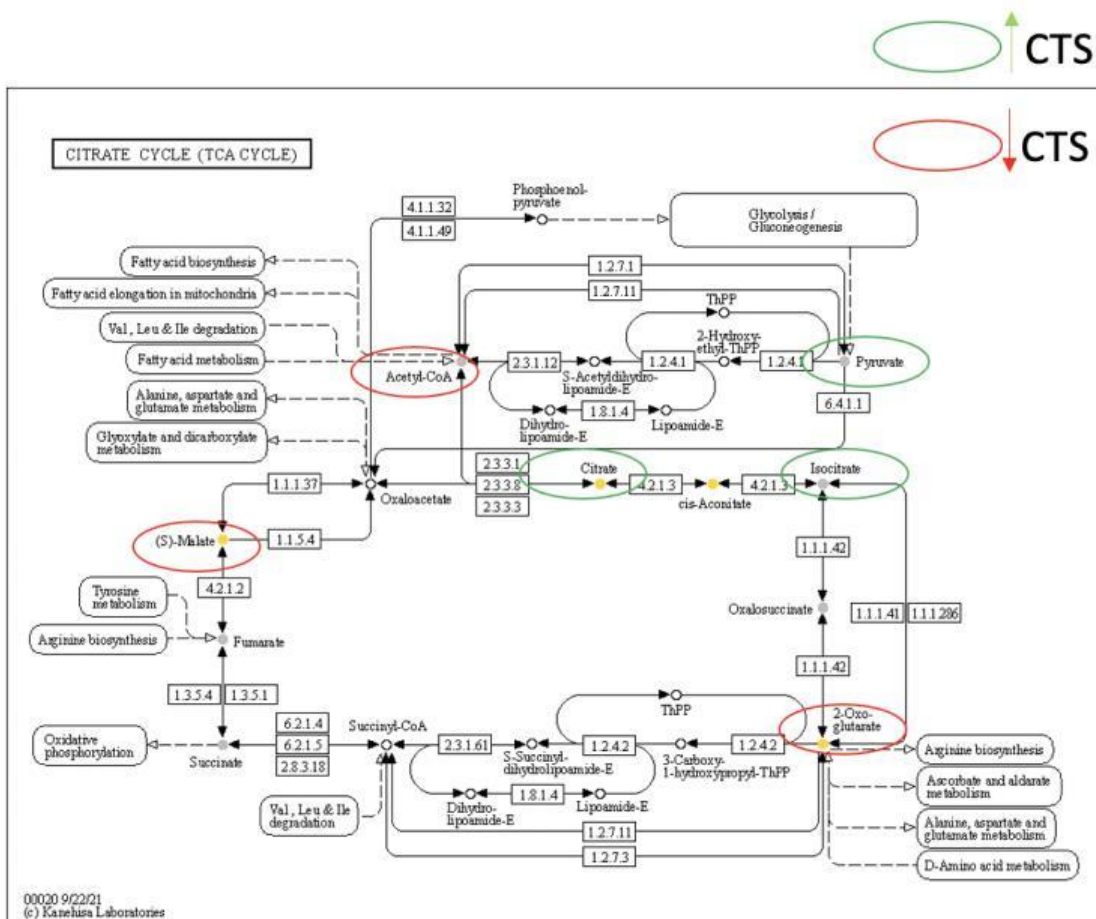 CTS
CTS
CITRATE CYCLE (TCA CYCLE)
Phosphoenol-
pyruvate
4.1.1.32
4.1.1.49
Glycolysis /
Gluconeogenesis
Fatty acid biosynthesis
Fatty acid elongation in mitochondria
Val , Leu & Ile degradation
Fatty acid metabolism
Alanine, aspartate and
glutamate metabolism
Glyoxylate and dicarboxylate
metabolism
1.2.7.1
1.2.7.11
ThPP
2-Hydroxy-
ethyl-ThPP
Acetyl-CoA
2.3.1.12
1.2.4.1
1.2.4.1
Pyruvate
S-Acetyldihydro-
lipoamide-E
6.4.1.1
1.8.1.4
Dihydro-
lipoamide-E
Lipoamide-E
2.3.3.1
2.3.3.8
2.3.3.3
Citrate
4.2.1.3
cis-Aconitate
4.2.1.3
Isocitrate
1.1.1.37
Oxaloacetate
(S)-Malate
1.1.5.4
1.1.1.42
4.2.1.2
Tyrosine
metabolism
Arginine biosynthesis
Fumarate
Oxalosuccinate
1.1.1.41
1.1.1.286
1.1.1.42
1.3.5.4
1.3.5.1
ThPP
2-Oxo-
glutarate
6.2.1.4
6.2.1.5
2.8.3.18
Oxidative
phosphorylation
Succinate
Succinyl-CoA
2.3.1.61
1.2.4.2
1.2.4.2
S-Succinyl-
dihydrolipoamide-E
3-Carboxy-
1-hydroxypropyl-ThPP
Arginine biosynthesis
Ascorbate and aldarate
metabolism
Alanine, aspartate and
glutamate metabolism
D-Amino acid metabolism
Val , Leu & Ile
degradation
1.8.1.4
Dihydro-
lipoamide-E
Lipoamide-E
1.2.7.11
1.2.7.3
00020 9/22/21
(c) Kanehisa Laboratories